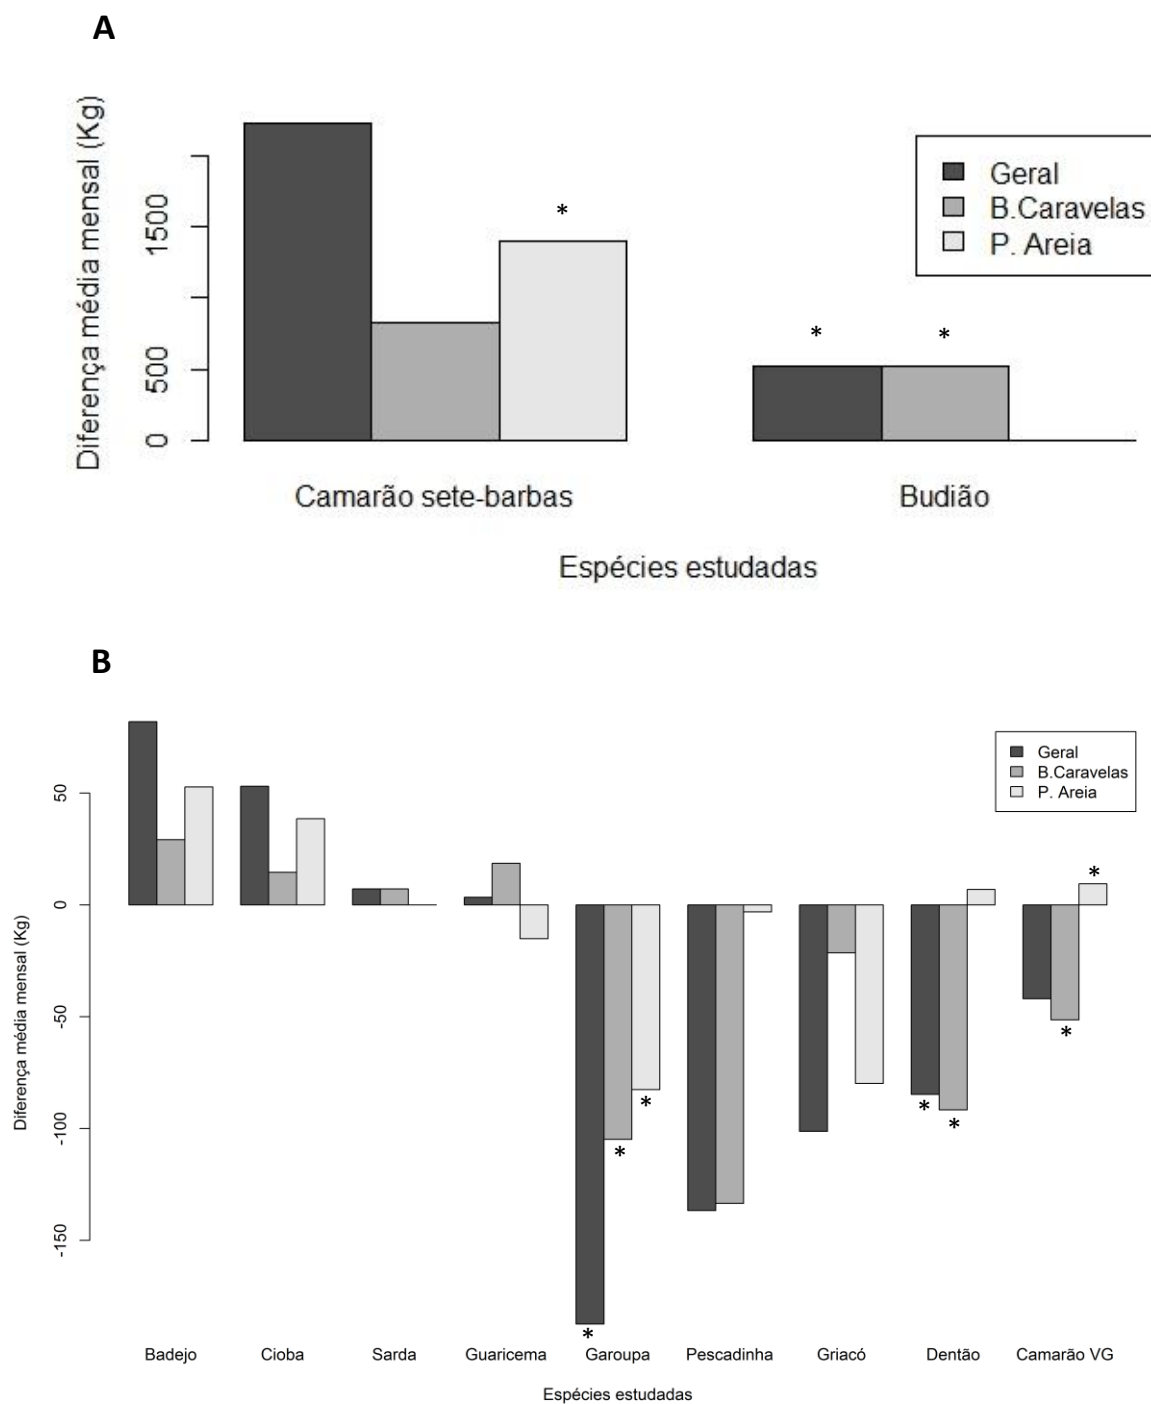 A
Diferença média mensal (Kg)
1500
500
0
*
*
*
Geral
B.Caravelas
P. Areia
Camarão sete-barbas
Budião
Espécies estudadas
B
Diferença média mensal (Kg)
50
0
-50
-100
-150
Geral
B.Caravelas
P. Areia
*
*
*
*
*
*
*
Badejo
Cioba
Sarda
Guaricema
Garoupa
Pescadinha
Griacó
Dentão
Camarão VG
Espécies estudadas